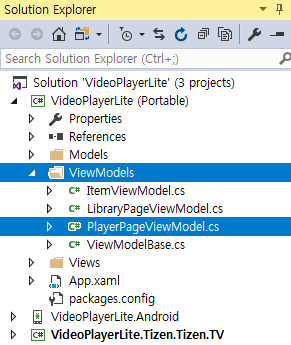 Solution Explorer
Search Solution Explorer (Ctrl+;)
Solution 'VideoPlayerLite' (3 projects)
C# VideoPlayerLite (Portable)
Properties
References
Models
ViewModels
C# ItemViewModel.cs
C# LibraryPageViewModel.cs
C# PlayerPageViewModel.cs
C# ViewModelBase.cs
Views
App.xaml
packages.config
VideoPlayerLite.Android
C# VideoPlayerLite.Tizen.Tizen.TV